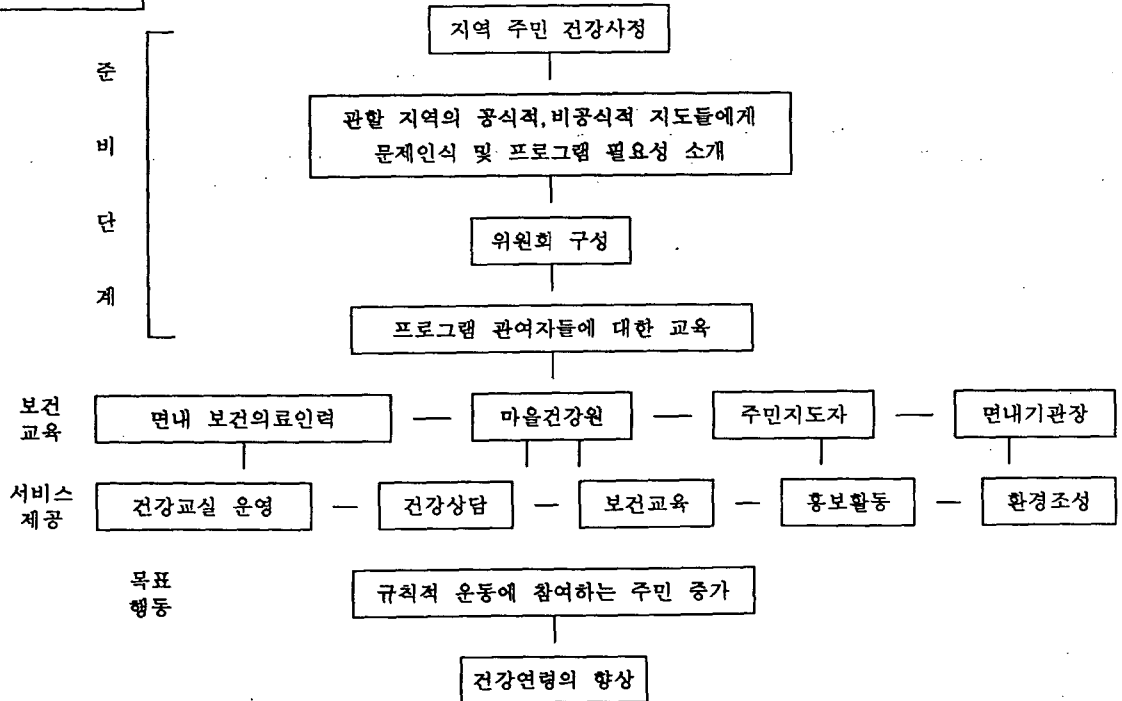 지역 주민 건강사정
준
비
단
계
관할 지역의 공식적,비공식적 지도들에게
문제인식 및 프로그램 필요성 소개
위원회 구성
프로그램 관여자들에 대한 교육
보건
교육
면내 보건의료인력
마을건강원
주민지도자
면내기관장
서비스
제공
건강교실 운영
건강상담
보건교육
홍보활동
환경조성
목표
행동
규칙적 운동에 참여하는 주민 증가
건강연령의 향상